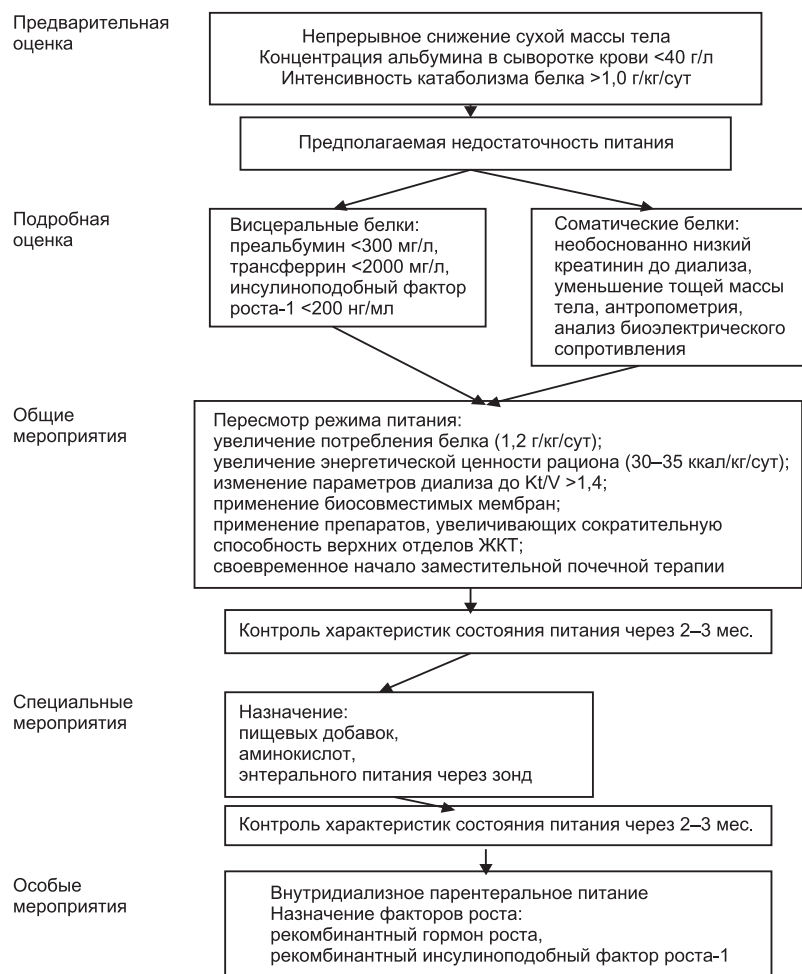 Предварительная
оценка
Непрерывное снижение сухой массы тела
Концентрация альбумина в сыворотке крови <40 г/л
Интенсивность катаболизма белка >1,0 г/кг/сут
Предполагаемая недостаточность питания
Подробная
оценка
Висцеральные белки:
преальбумин <300 мг/л,
трансферрин <2000 мг/л,
инсулиноподобный фактор
роста-1 <200 нг/мл
Соматические белки:
необоснованно низкий
креатинин до диализа,
уменьшение тощей массы
тела, антропометрия,
анализ биоэлектрического
сопротивления
Общие
мероприятия
Пересмотр режима питания:
увеличение потребления белка (1,2 г/кг/сут);
увеличение энергетической ценности рациона (30–35 ккал/кг/сут);
изменение параметров диализа до Kt/V >1,4;
применение биосовместимых мембран;
применение препаратов, увеличивающих сократительную
способность верхних отделов ЖКТ;
своевременное начало заместительной почечной терапии
Контроль характеристик состояния питания через 2–3 мес.
Специальные
мероприятия
Назначение:
пищевых добавок,
аминокислот,
энтерального питания через зонд
Контроль характеристик состояния питания через 2–3 мес.
Особые
мероприятия
Внутридиализное парентеральное питание
Назначение факторов роста:
рекомбинантный гормон роста,
рекомбинантный инсулиноподобный фактор роста-1